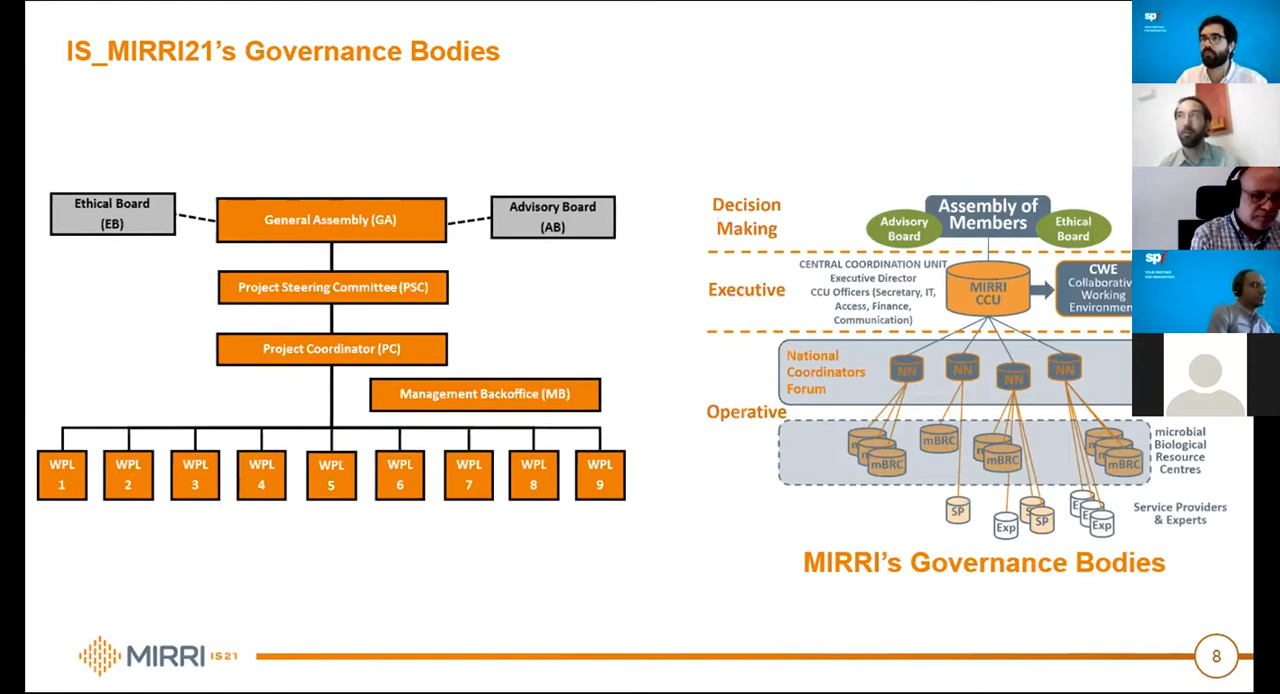 IS_MIRRI21's Governance Bodies
Ethical Board
(EB)
General Assembly (GA)
Advisory Board
(AB)
Project Steering Committee (PSC)
Project Coordinator (PC)
Management Backoffice (MB)
WPL
1
WPL
2
WPL
3
WPL
4
WPL
5
WPL
6
WPL
7
WPL
8
WPL
9
Decision
Making
Advisory
Board
Assembly of
Members
Ethical
Board
Executive
CENTRAL COORDINATION UNIT
Executive Director
CCU Officers (Secretary, IT,
Access, Finance,
Communication)
MIRRI
CCU
CWE
Collaborativ
Working
Environmen
National
Coordinators
Forum
NN
NN
NN
NN
Operative
mBRC
mBRC
mBRC
mBRC
microbial
Biological
Resource
Centres
SP
Exp
SP
Exp
Service Providers
& Experts
MIRRI's Governance Bodies
MIRRI IS21
8